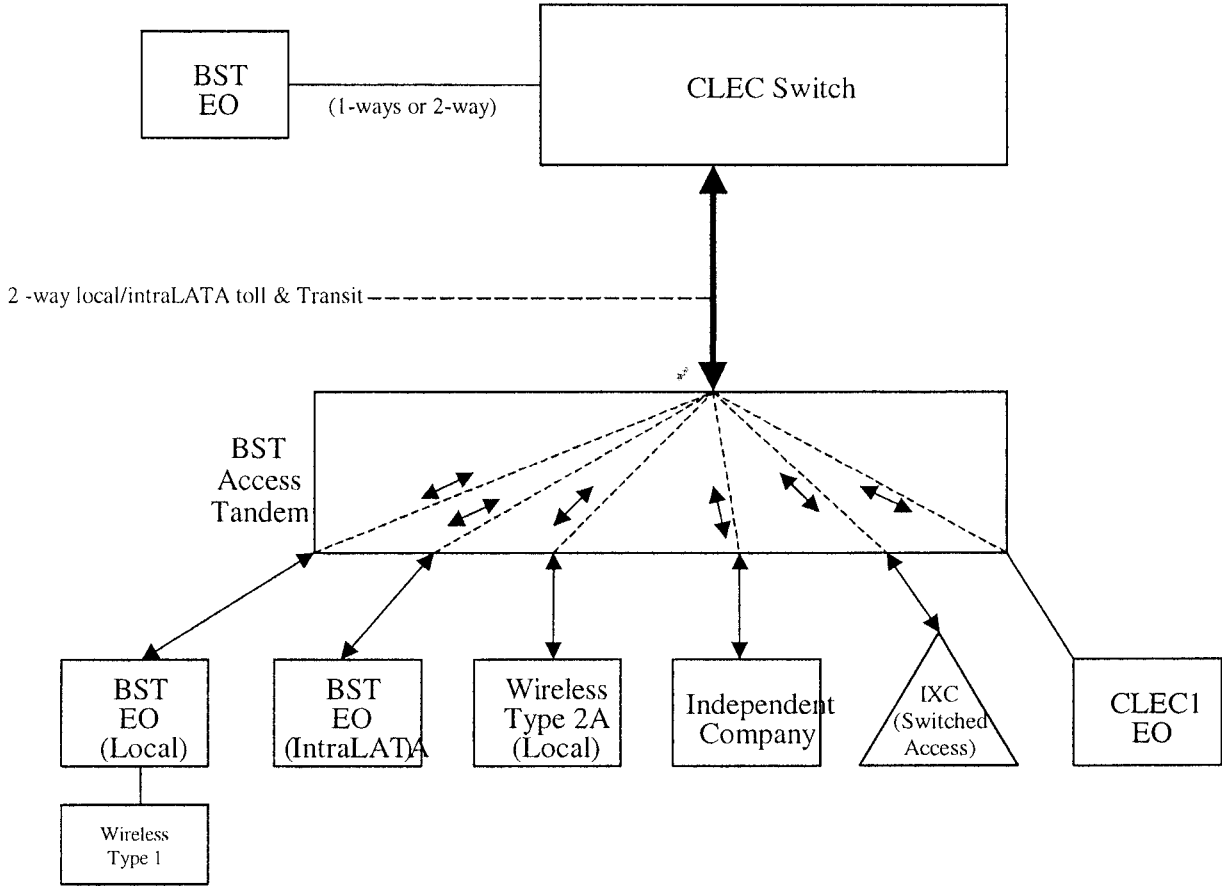 BST
EO
(1-ways or 2-way)
CLEC Switch
2 -way local/intraLATA toll & Transit
BST
Access
Tandem
BST
EO
(Local)
BST
EO
(IntraLATA)
Wireless
Type 2A
(Local)
Independent
Company
IXC
(Switched
Access)
CLEC1
EO
Wireless
Type 1